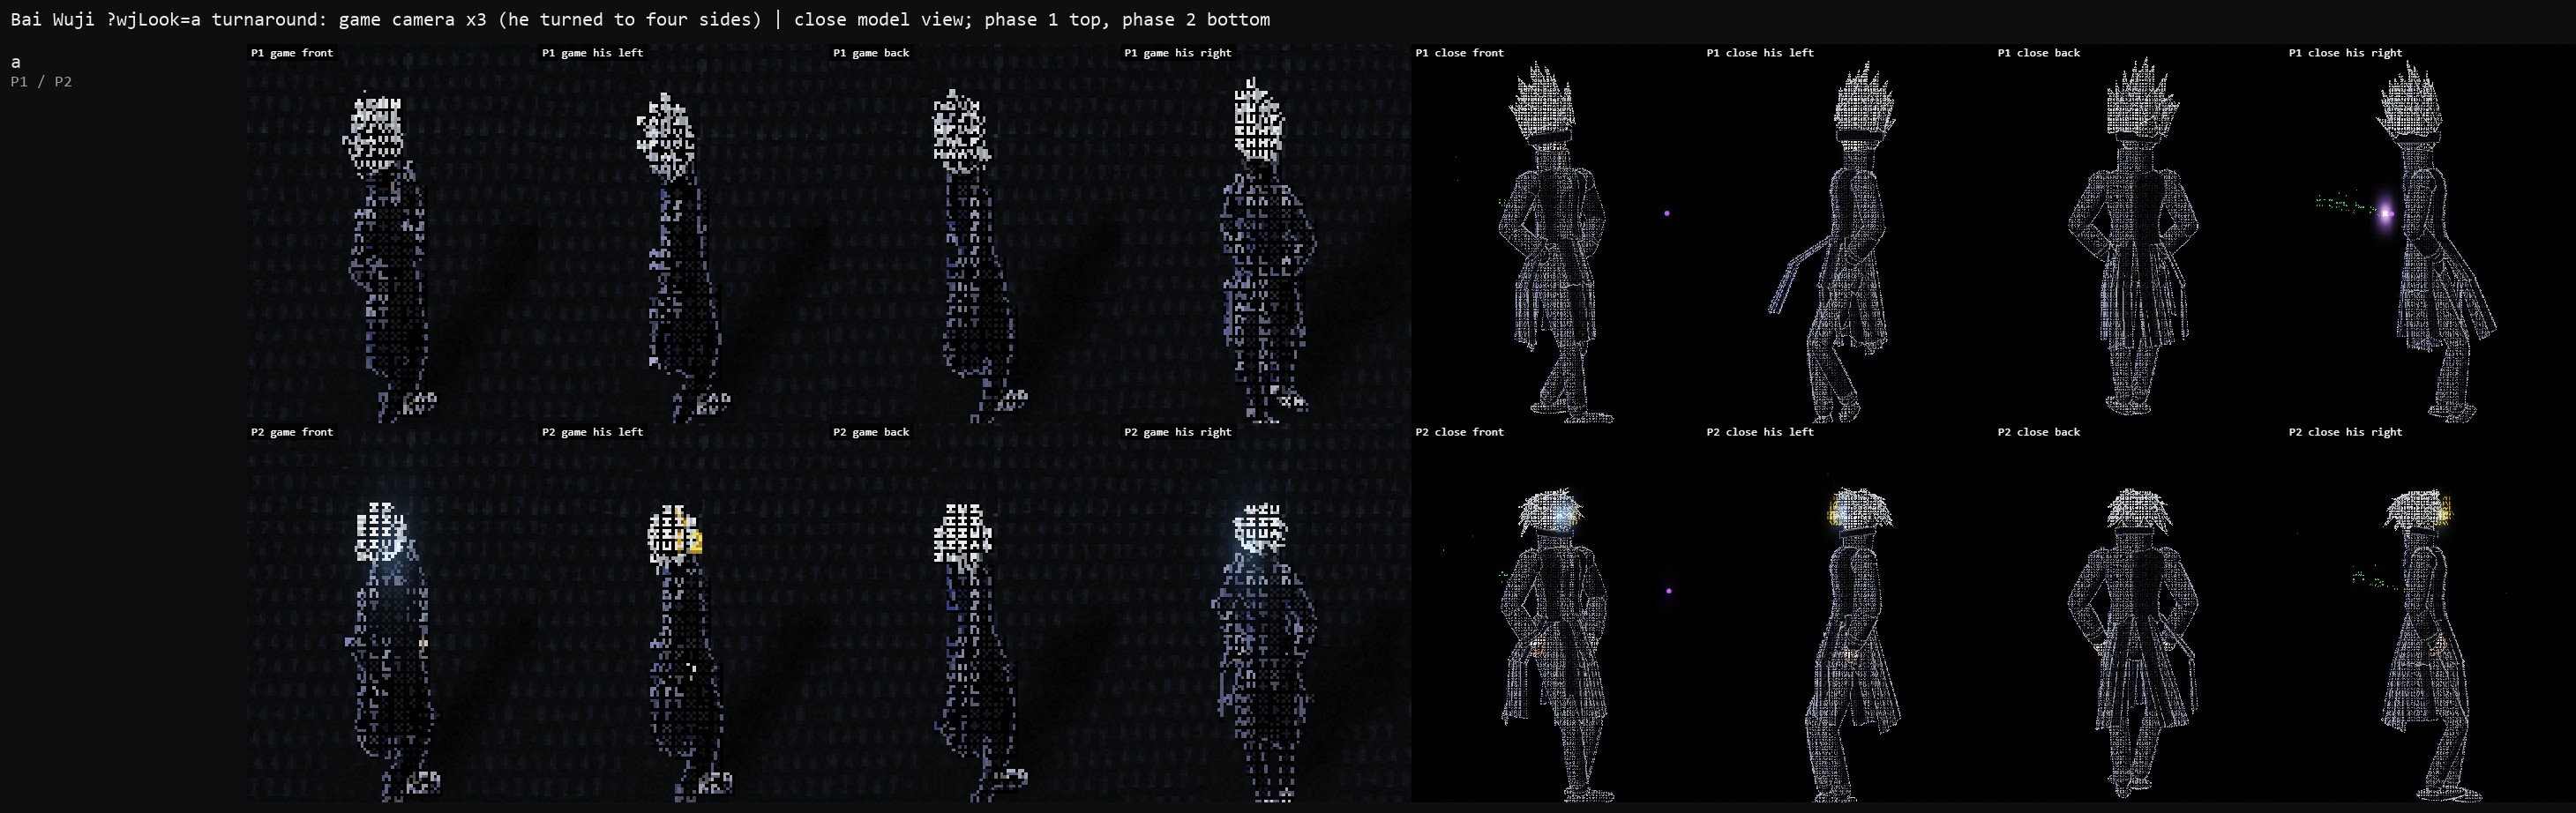 Bai Wuji ?wjLook=a turnaround: game camera x3 (he turned to four sides) | close model view; phase 1 top, phase 2 bottom
a
P1 / P2
P1 game front
P1 game his left
P1 game back
P1 game his right
P1 close front
P1 close his left
P1 close back
P1 close his right
P2 game front
P2 game his left
P2 game back
P2 game his right
P2 close front
P2 close his left
P2 close back
P2 close his right